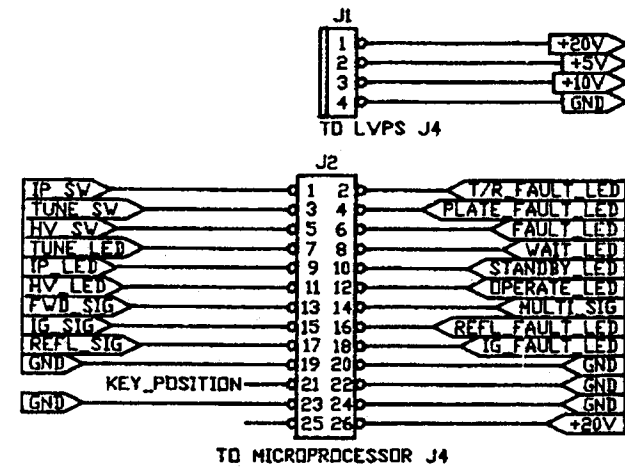 J1
1 +20V
2 +5V
3 +10V
4 GND
TO LVPS J4
J2
IP_SW 1 2 T/R_FAULT_LED
TUNE_SW 3 4 PLATE_FAULT_LED
HV_SW 5 6 FAULT_LED
TUNE_LED 7 8 WAIT_LED
IP_LED 9 10 STANDBY_LED
HV_LED 11 12 OPERATE_LED
FWD_SIG 13 14 MULTI_SIG
IG_SIG 15 16 REFL_FAULT_LED
REFL_SIG 17 18 IG_FAULT_LED
GND 19 20 GND
KEY_POSITION 21 22 GND
GND 23 24 GND
25 26 +20V
TO MICROPROCESSOR J4